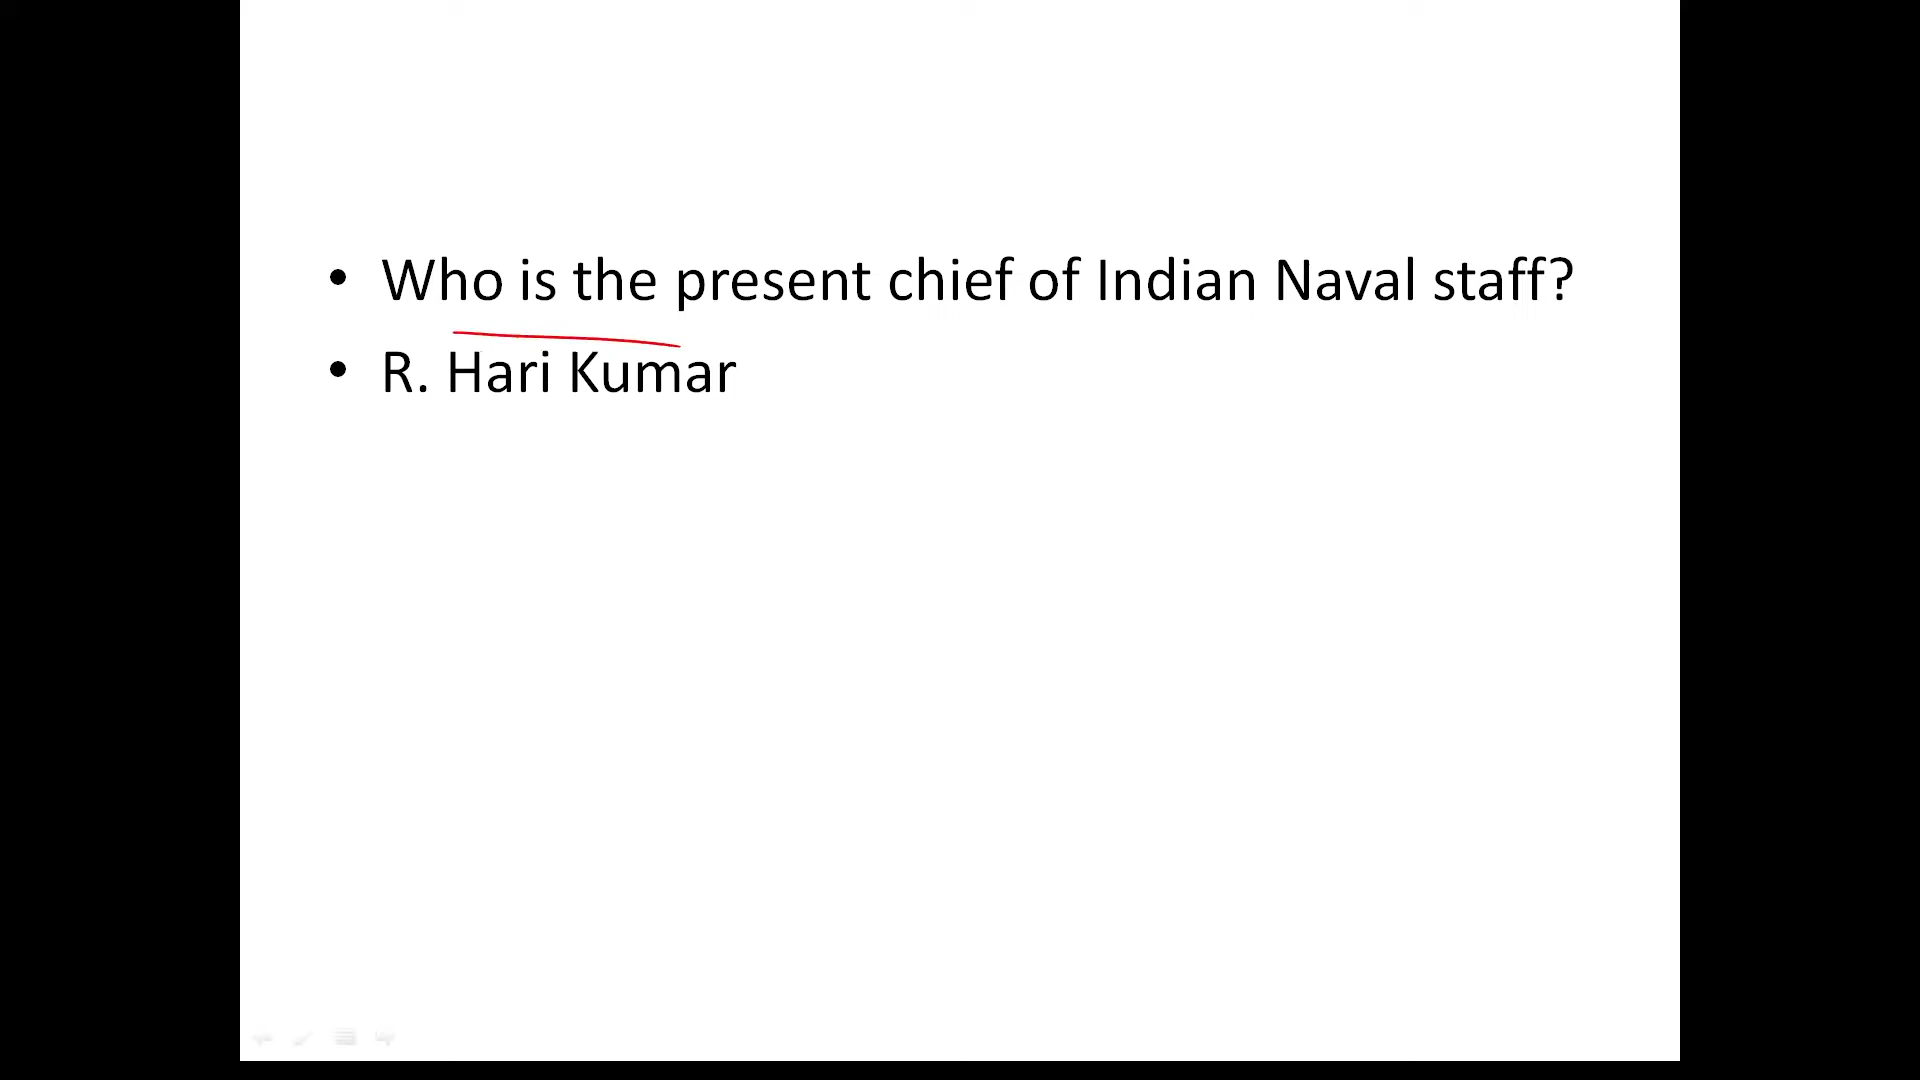 • Who is the present chief of Indian Naval staff?
• R. Hari Kumar